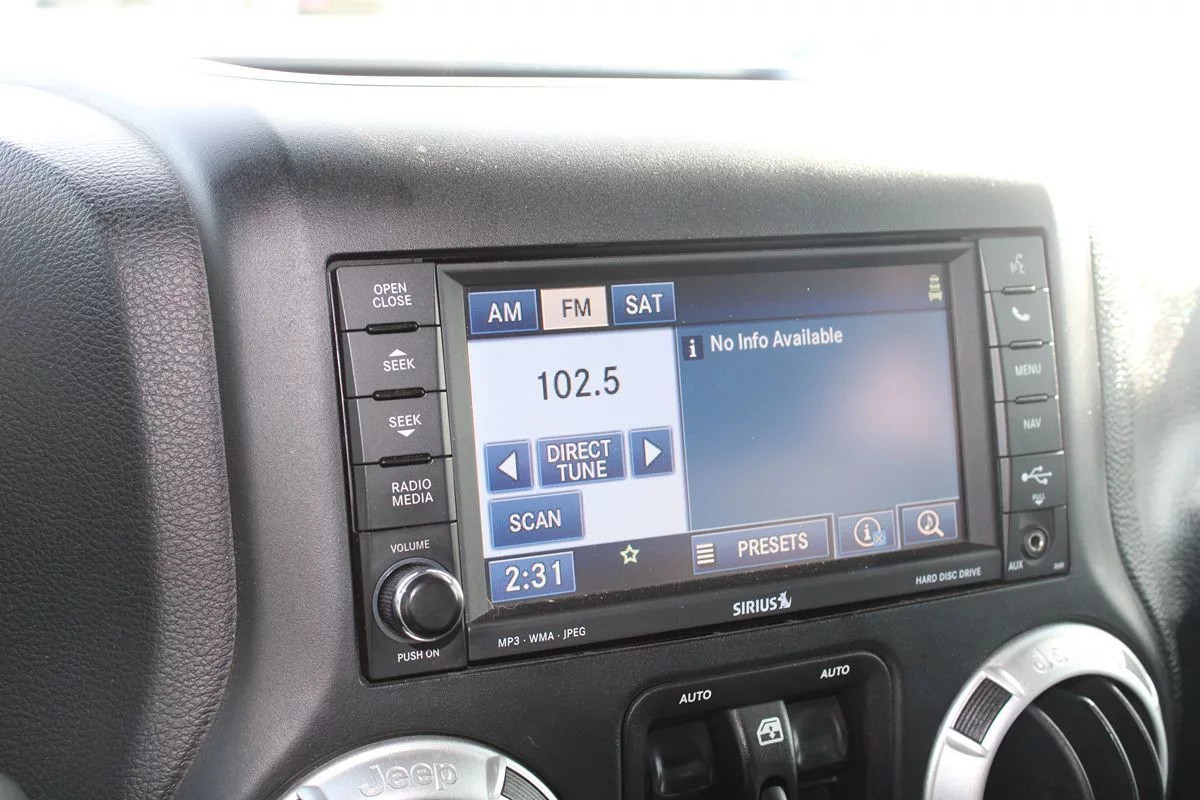 OPEN
CLOSE
SEEK
SEEK
RADIO
MEDIA
VOLUME
PUSH ON
AM
FM
SAT
102.5
DIRECT
TUNE
SCAN
2:31
i No Info Available
PRESETS
i
MENU
NAV
PULL
AUX
MP3 · WMA · JPEG
SIRIUS
HARD DISC DRIVE
AUTO
AUTO
Jeep
Jeep